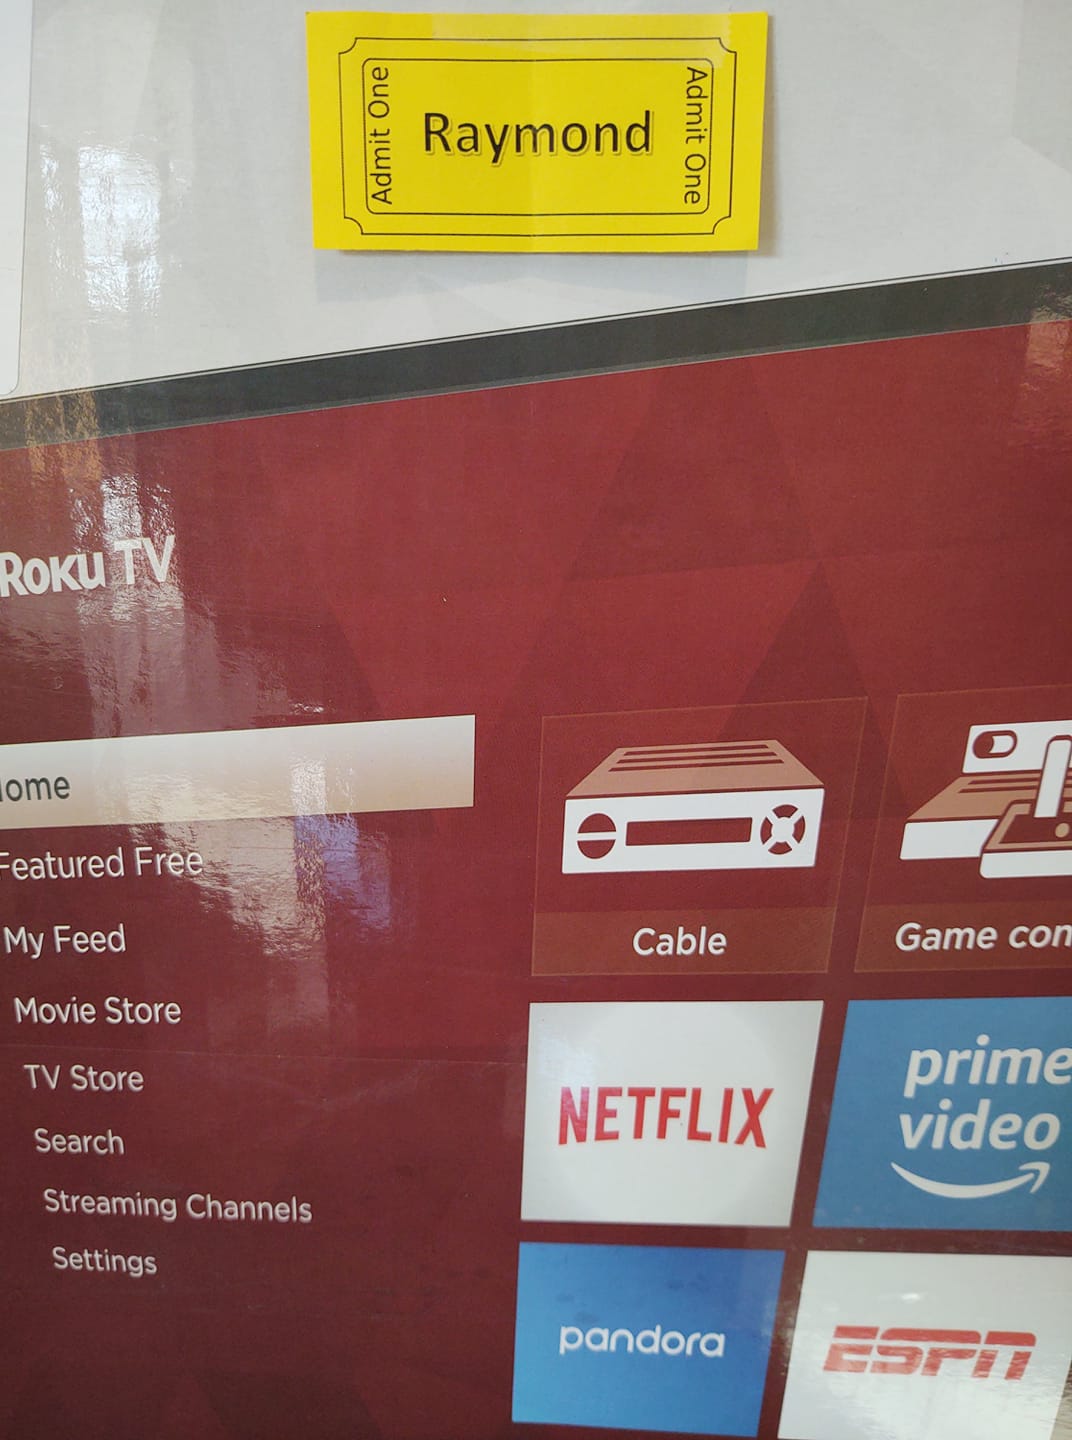 Admit One
Raymond
Admit One
Roku TV
ome
Featured Free
My Feed
Movie Store
TV Store
Search
Streaming Channels
Settings
Cable
Game con
NETFLIX
prime
video
pandora
ESPN